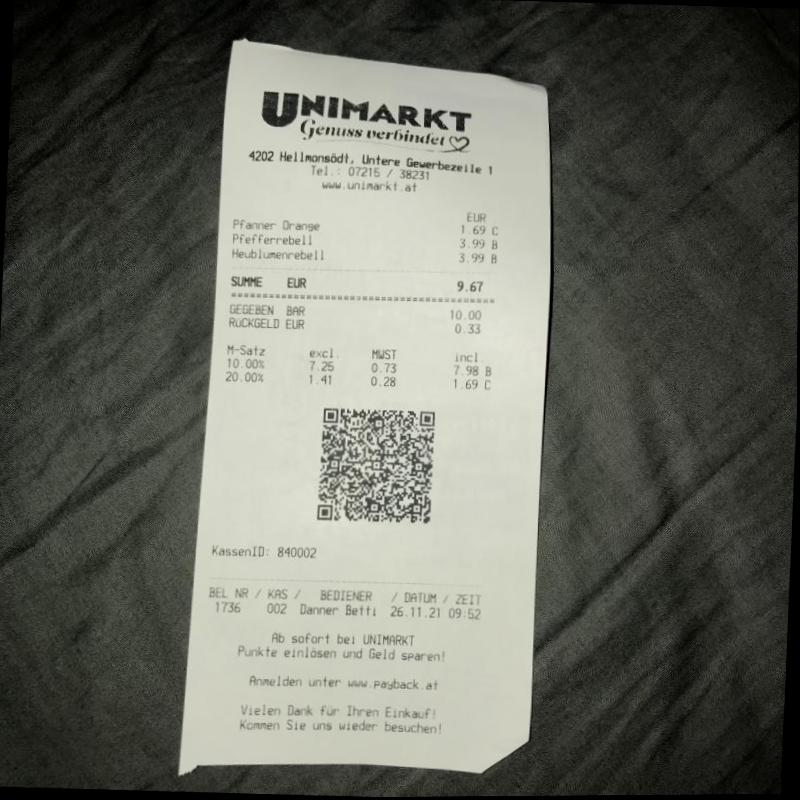 UNIMARKT
Genuss verbindet
4202 Hellmonsödt, Untere Gewerbezeile 1
Tel.: 07215 / 38231
www.unimarkt.at
EUR
Pfanner Orange 1.69 C
Pfefferrebell 3.99 B
Heublumenrebell 3.99 B
SUMME EUR 9.67
GEGEBEN BAR 10.00
RÜCKGELD EUR 0.33
M-Satz excl. MWST incl.
10.00% 7.25 0.73 7.98 B
20.00% 1.41 0.28 1.69 C
KassenID: 840002
BEL NR / KAS / BEDIENER / DATUM / ZEIT
1736 002 Danner Betti 26.11.21 09:52
Ab sofort bei UNIMARKT
Punkte einlösen und Geld sparen!
Anmelden unter www.payback.at
Vielen Dank für Ihren Einkauf!
Kommen Sie uns wieder besuchen!